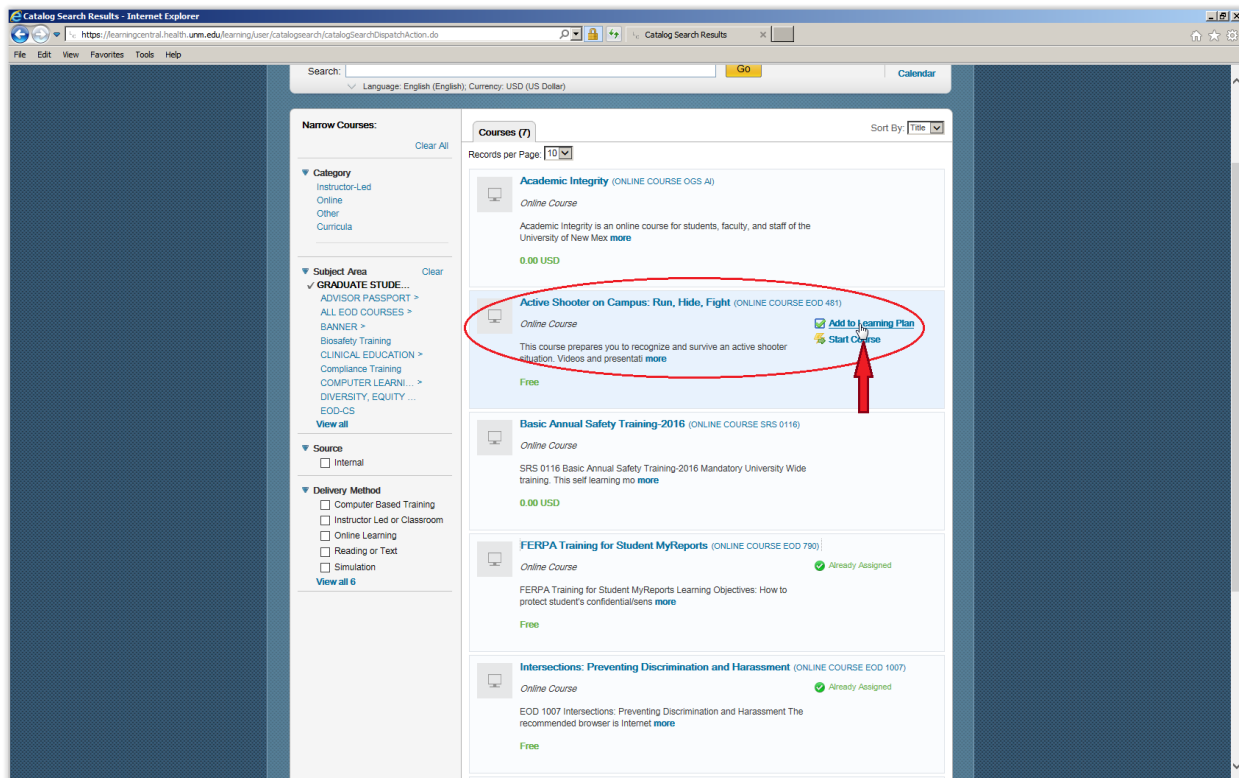 Catalog Search Results - Internet Explorer
https://learningcentral.health.unm.edu/learning/user/catalogsearch/catalogSearchDispatchAction.do
Catalog Search Results
File Edit View Favorites Tools Help
Search:
Go
Calendar
Language: English (English); Currency: USD (US Dollar)
Narrow Courses:
Clear All
Category
Instructor-Led
Online
Other
Curricula
Subject Area Clear
GRADUATE STUDE...
ADVISOR PASSPORT >
ALL EOD COURSES >
BANNER >
Biosafety Training
CLINICAL EDUCATION >
Compliance Training
COMPUTER LEARNI... >
DIVERSITY, EQUITY ...
EOD-CS
View all
Source
Internal
Delivery Method
Computer Based Training
Instructor Led or Classroom
Online Learning
Reading or Text
Simulation
View all 6
Courses (7)
Sort By: Title
Records per Page: 10
Academic Integrity (ONLINE COURSE OGS AI)
Online Course
Academic Integrity is an online course for students, faculty, and staff of the
University of New Mex more
0.00 USD
Active Shooter on Campus: Run, Hide, Fight (ONLINE COURSE EOD 481)
Online Course
Add to Learning Plan
Start Course
This course prepares you to recognize and survive an active shooter
situation. Videos and presentati more
Free
Basic Annual Safety Training-2016 (ONLINE COURSE SRS 0116)
Online Course
SRS 0116 Basic Annual Safety Training-2016 Mandatory University Wide
training. This self learning mo more
0.00 USD
FERPA Training for Student MyReports (ONLINE COURSE EOD 790)
Online Course
Already Assigned
FERPA Training for Student MyReports Learning Objectives: How to
protect student's confidential/sens more
Free
Intersections: Preventing Discrimination and Harassment (ONLINE COURSE EOD 1007)
Online Course
Already Assigned
EOD 1007 Intersections: Preventing Discrimination and Harassment The
recommended browser is Internet more
Free